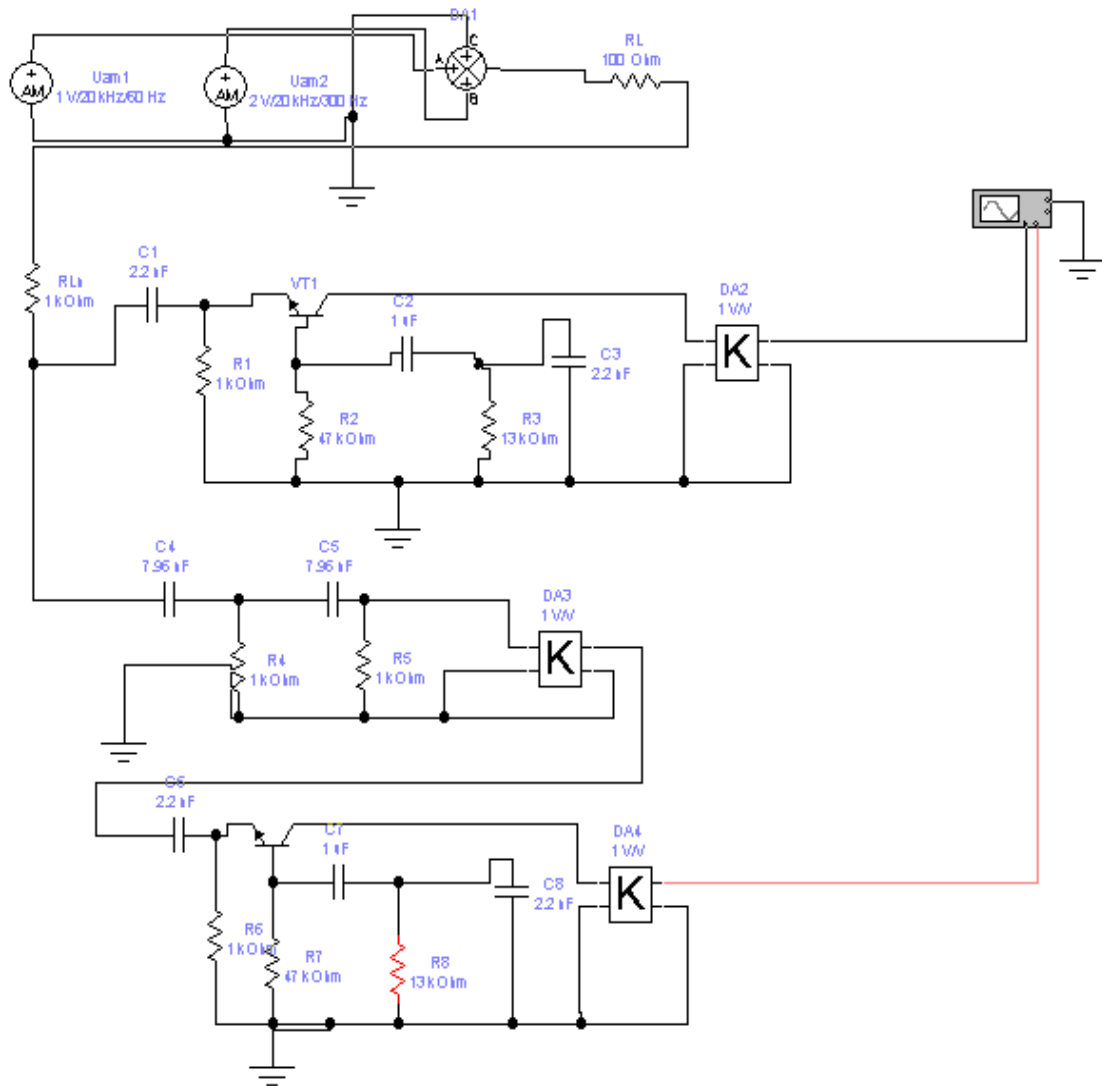 DA1
C
A
B
RL
100 Ohm
AM
Uam1
1 V/20 kHz/60 Hz
AM
Uam2
2 V/20 kHz/300 Hz
C1
2.2 nF
RLn
1 kOhm
VT1
C2
DA2
1 V/V
K
R1
1 kOhm
C3
2.2 nF
R2
47 kOhm
R3
13 kOhm
C4
7.96 nF
C5
7.96 nF
DA3
1 V/V
K
R4
1 kOhm
R5
1 kOhm
C6
2.2 nF
C7
DA4
1 V/V
K
C8
2.2 nF
R6
1 kOhm
R7
47 kOhm
R8
13 kOhm